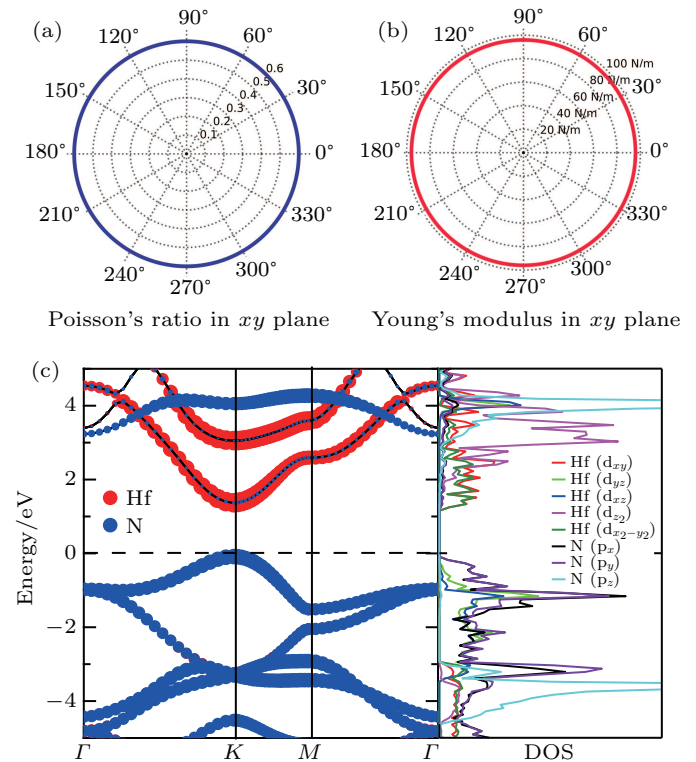 (a)
90°
120°
60°
150°
30°
180°
0°
210°
330°
240°
300°
270°
0.1
0.2
0.3
0.4
0.5
0.6
Poisson's ratio in xy plane
(b)
90°
120°
60°
150°
30°
180°
0°
210°
330°
240°
300°
270°
100 N/m
80 N/m
60 N/m
40 N/m
20 N/m
Young's modulus in xy plane
(c)
Energy/eV
4
2
0
−2
−4
Hf
N
Γ
K
M
Γ
Hf (dxy)
Hf (dyz)
Hf (dxz)
Hf (dz2)
Hf (dx2−y2)
N (px)
N (py)
N (pz)
DOS